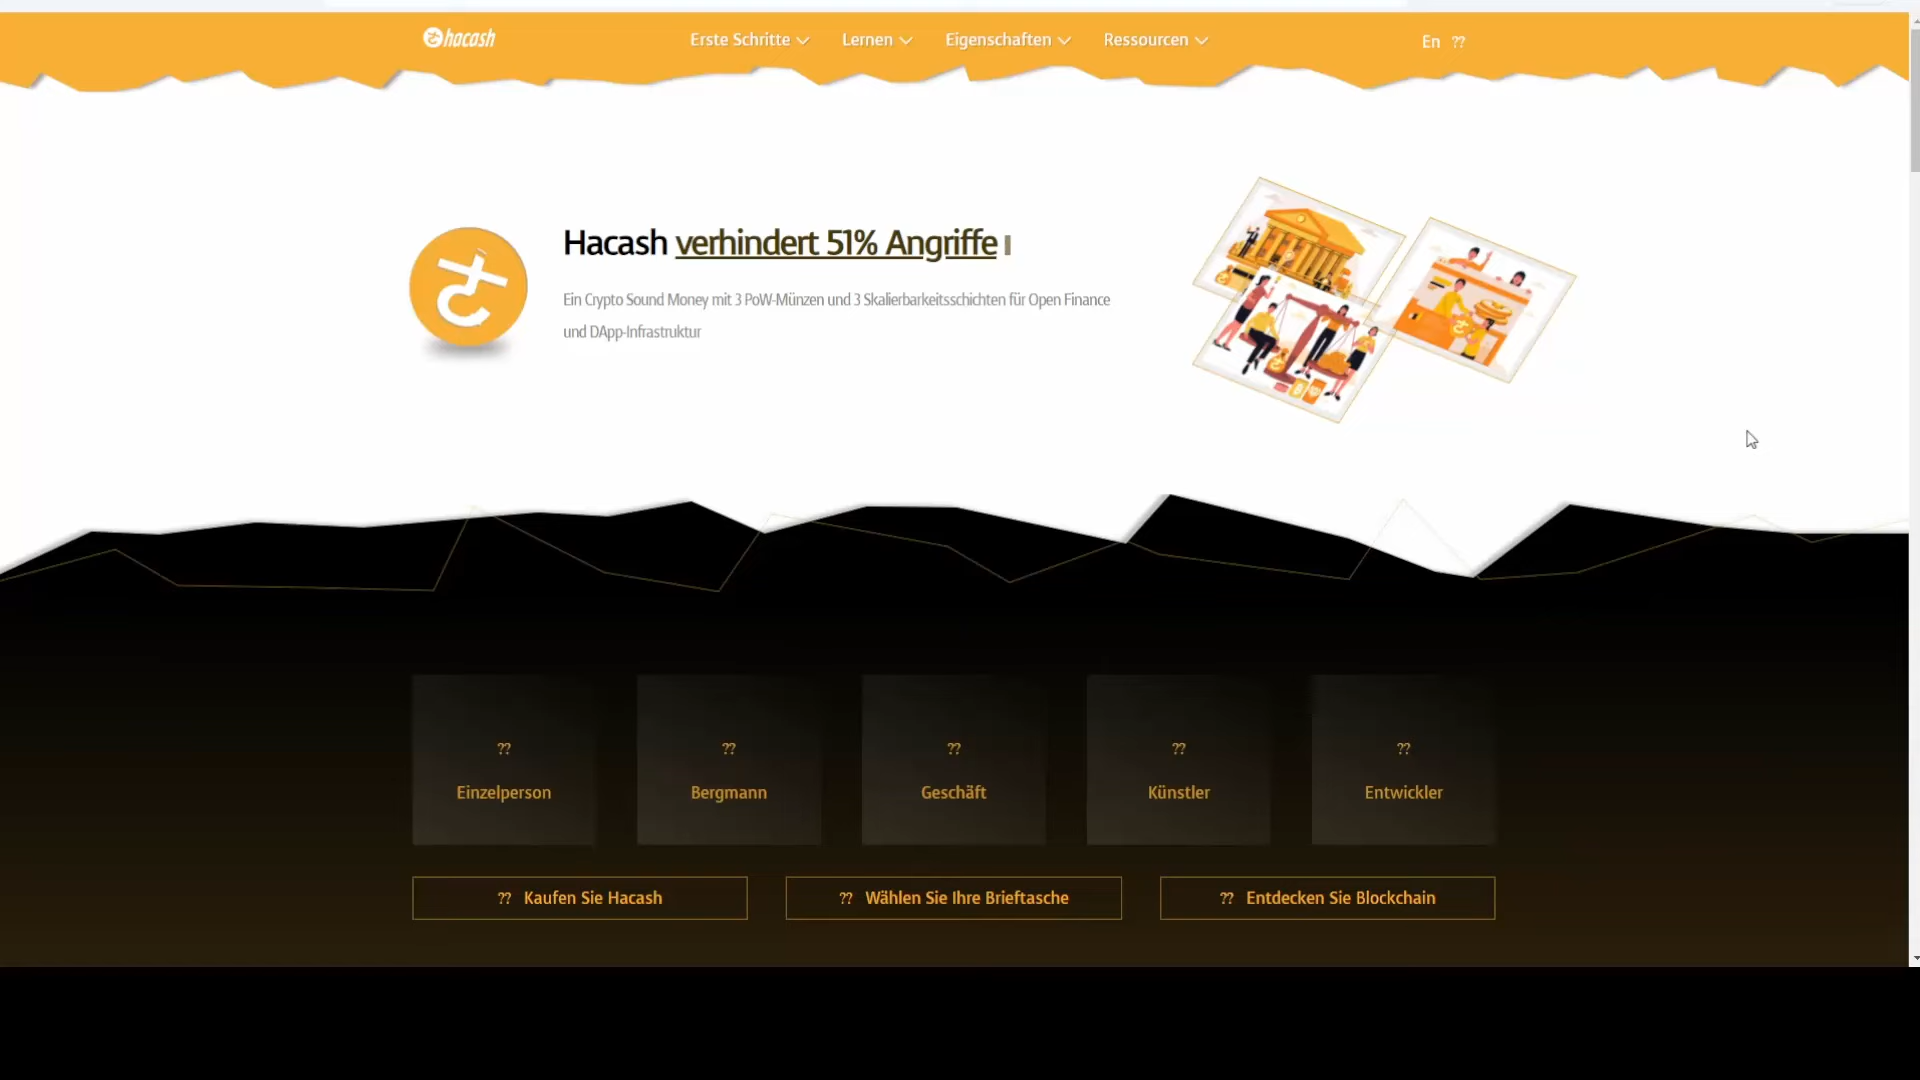 hacash
Erste Schritte
Lernen
Eigenschaften
Ressourcen
En ??
Hacash verhindert 51% Angriffe
Ein Crypto Sound Money mit 3 PoW-Münzen und 3 Skalierbarkeitsschichten für Open Finance
und DApp-Infrastruktur
??
Einzelperson
??
Bergmann
??
Geschäft
??
Künstler
??
Entwickler
?? Kaufen Sie Hacash
?? Wählen Sie Ihre Brieftasche
?? Entdecken Sie Blockchain